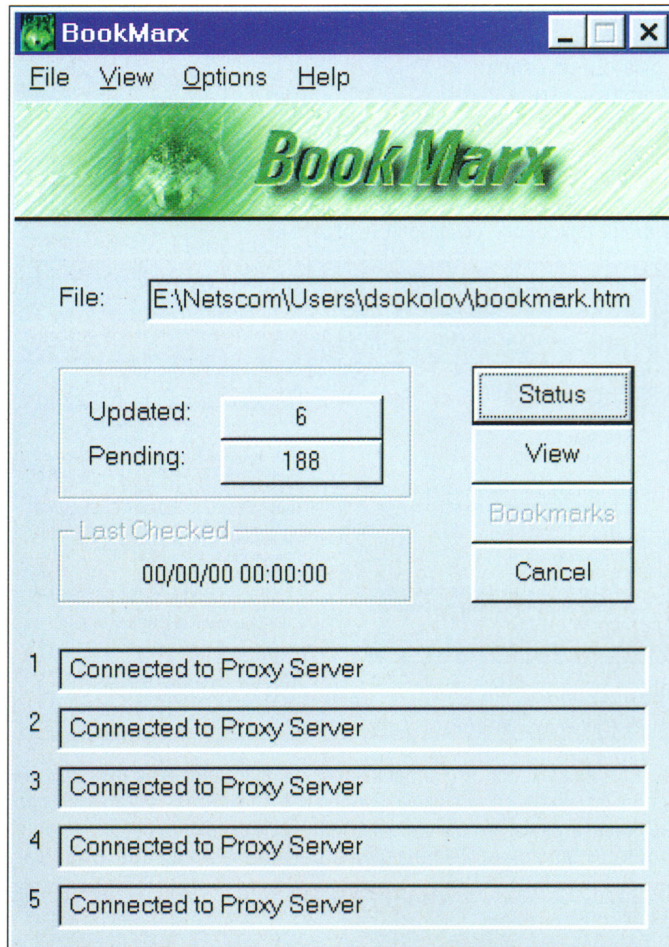 BookMarx
File View Options Help
BookMarx
File: E:\Netscom\Users\dsokolov\bookmark.htm
Updated: 6
Pending: 188
Status
View
Bookmarks
Cancel
Last Checked
00/00/00 00:00:00
1 Connected to Proxy Server
2 Connected to Proxy Server
3 Connected to Proxy Server
4 Connected to Proxy Server
5 Connected to Proxy Server